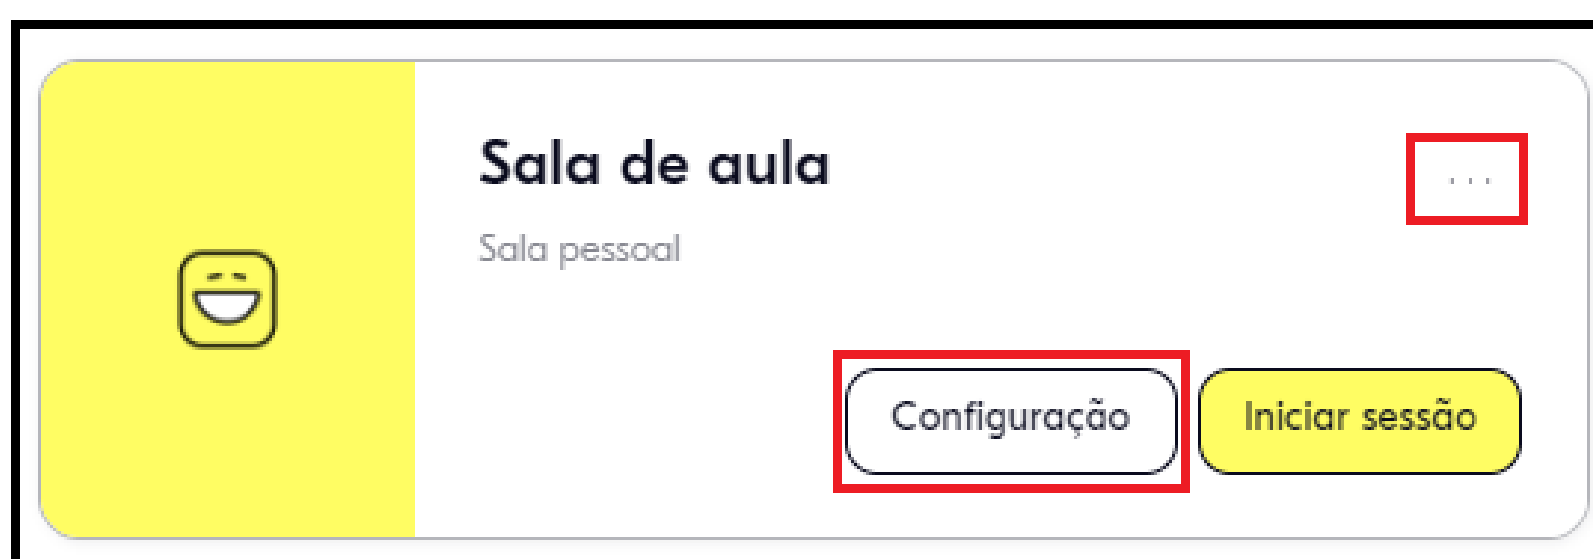 Sala de aula
...
Sala pessoal
Configuração
Iniciar sessão